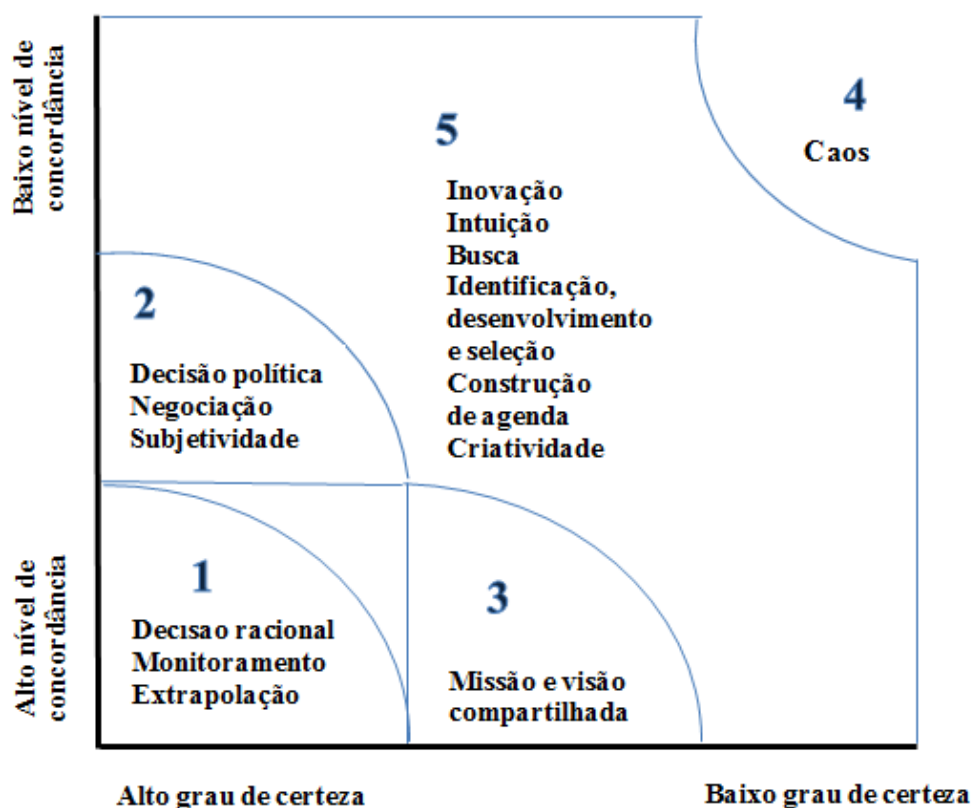 Baixo nível de
concordância
4
Caos
5
Inovação
Intuição
Busca
Identificação,
desenvolvimento
e seleção
Construção
de agenda
Criatividade
2
Decisão política
Negociação
Subjetividade
Alto nível de
concordância
1
Decısao racional
Monitoramento
Extrapolação
3
Missão e visão
compartilhada
Alto grau de certeza
Baixo grau de certeza